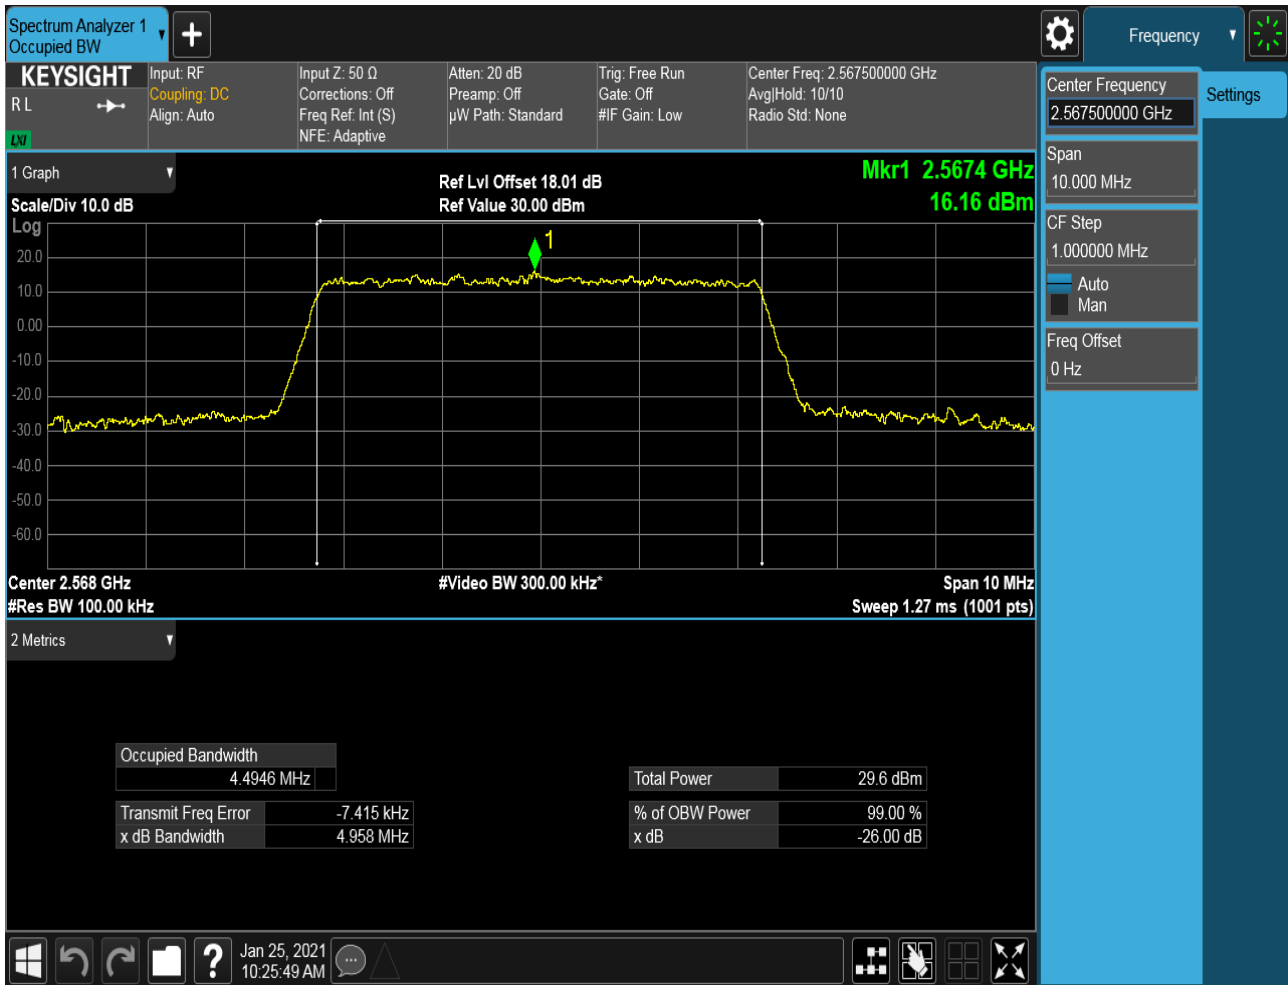 Spectrum Analyzer 1
Occupied BW
+
Frequency
KEYSIGHT
R L
LXI
Input: RF
Coupling: DC
Align: Auto
Input Z: 50 Ω
Corrections: Off
Freq Ref: Int (S)
NFE: Adaptive
Atten: 20 dB
Preamp: Off
µW Path: Standard
Trig: Free Run
Gate: Off
#IF Gain: Low
Center Freq: 2.567500000 GHz
Avg|Hold: 10/10
Radio Std: None
Center Frequency
2.567500000 GHz
Settings
Span
10.000 MHz
CF Step
1.000000 MHz
Auto
Man
Freq Offset
0 Hz
1 Graph
Scale/Div 10.0 dB
Ref Lvl Offset 18.01 dB
Ref Value 30.00 dBm
Mkr1 2.5674 GHz
16.16 dBm
Log
1
20.0
10.0
0.00
-10.0
-20.0
-30.0
-40.0
-50.0
-60.0
Center 2.568 GHz
#Video BW 300.00 kHz*
Span 10 MHz
#Res BW 100.00 kHz
Sweep 1.27 ms (1001 pts)
2 Metrics
Occupied Bandwidth
4.4946 MHz
Total Power 29.6 dBm
Transmit Freq Error -7.415 kHz
% of OBW Power 99.00 %
x dB Bandwidth 4.958 MHz
x dB -26.00 dB
?
Jan 25, 2021
10:25:49 AM